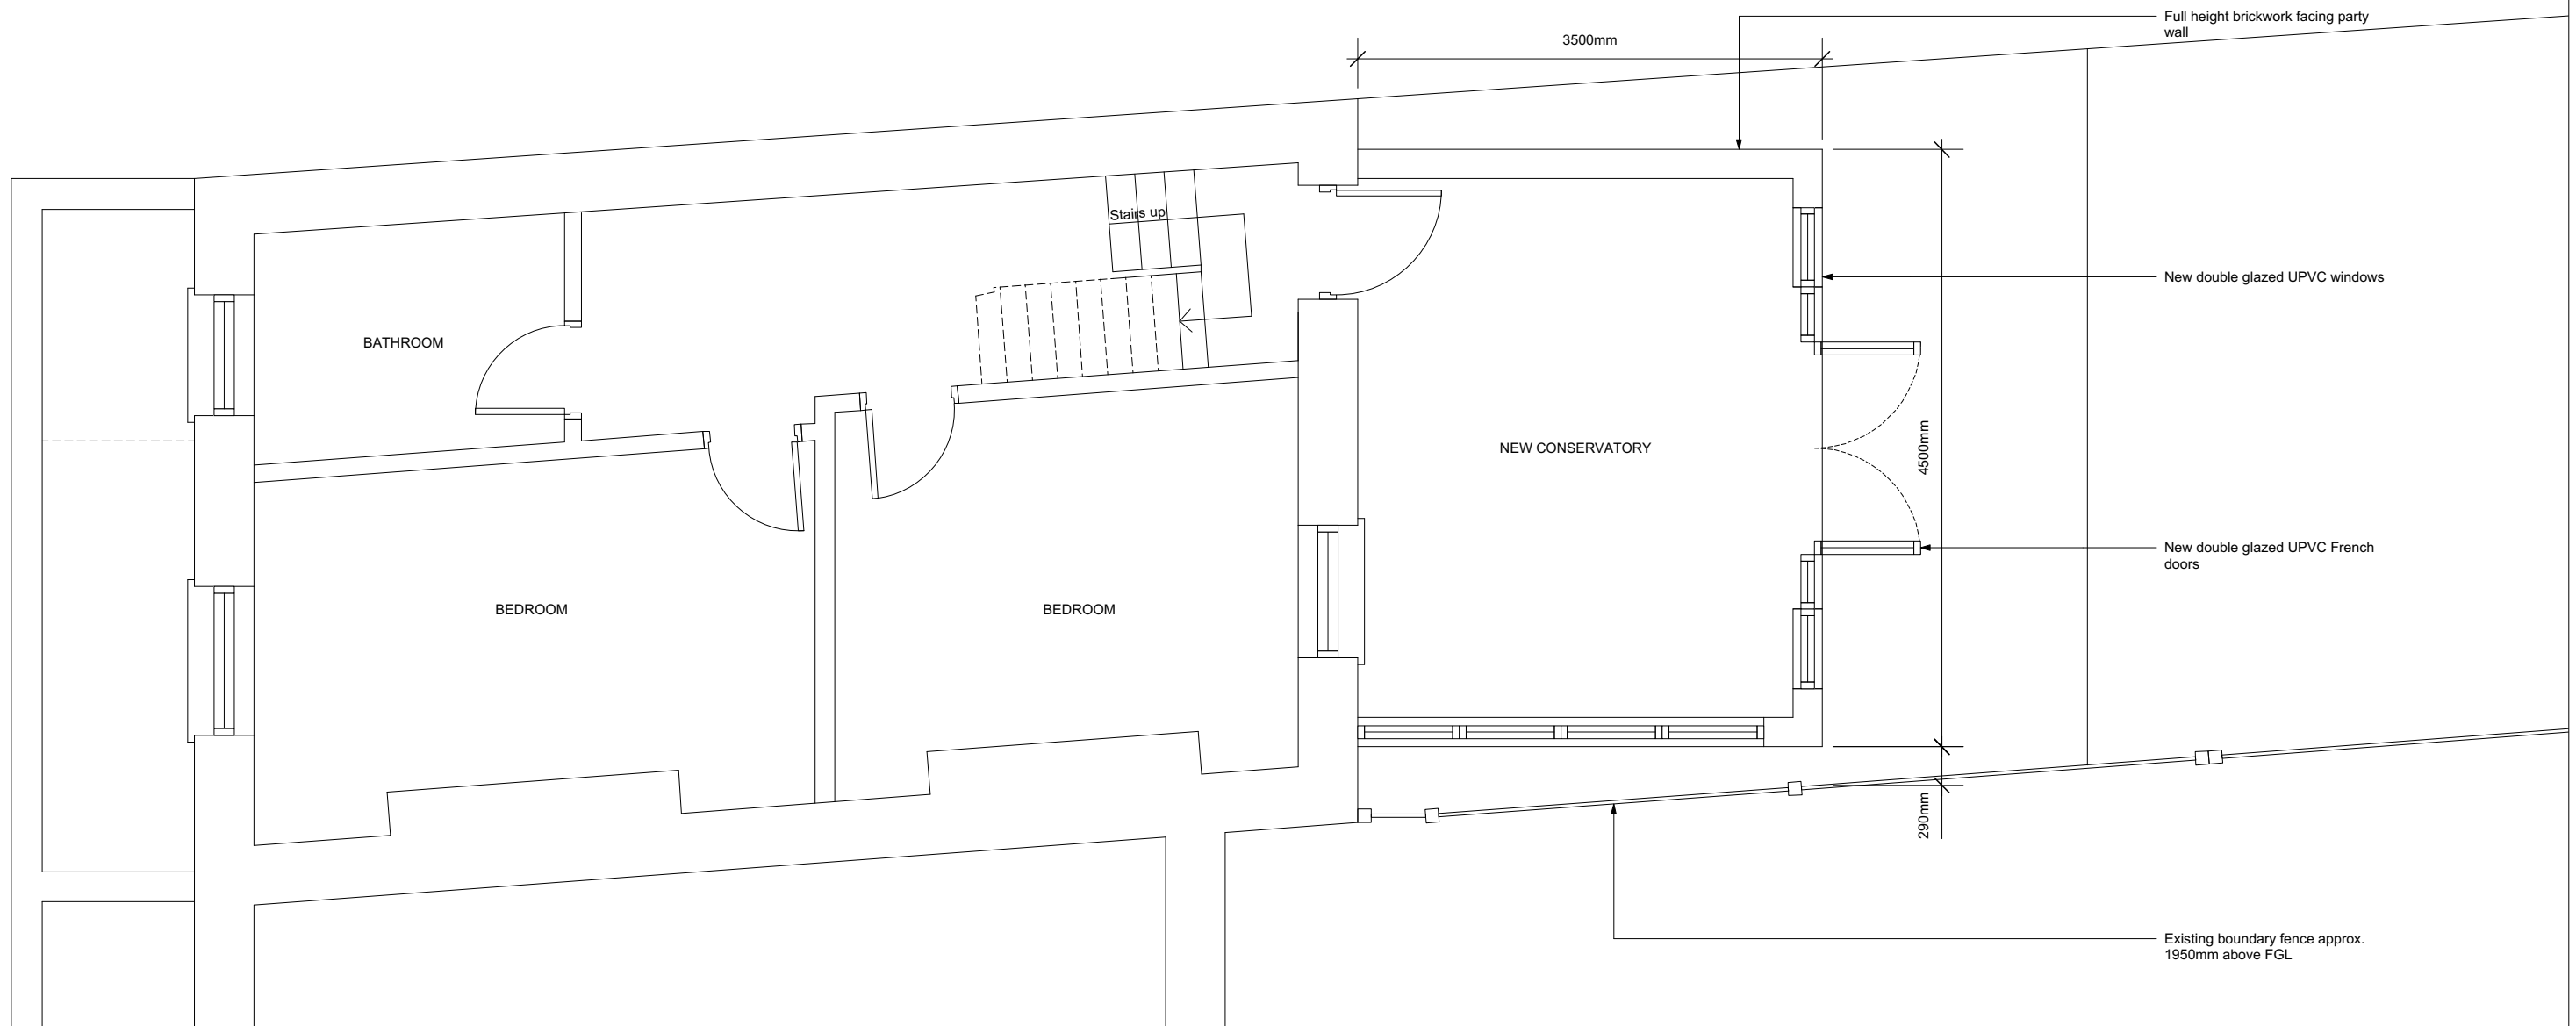 Full height brickwork facing party
wall
3500mm
Stairs up
New double glazed UPVC windows
BATHROOM
NEW CONSERVATORY
4500mm
New double glazed UPVC French
doors
BEDROOM
BEDROOM
290mm
Existing boundary fence approx.
1950mm above FGL